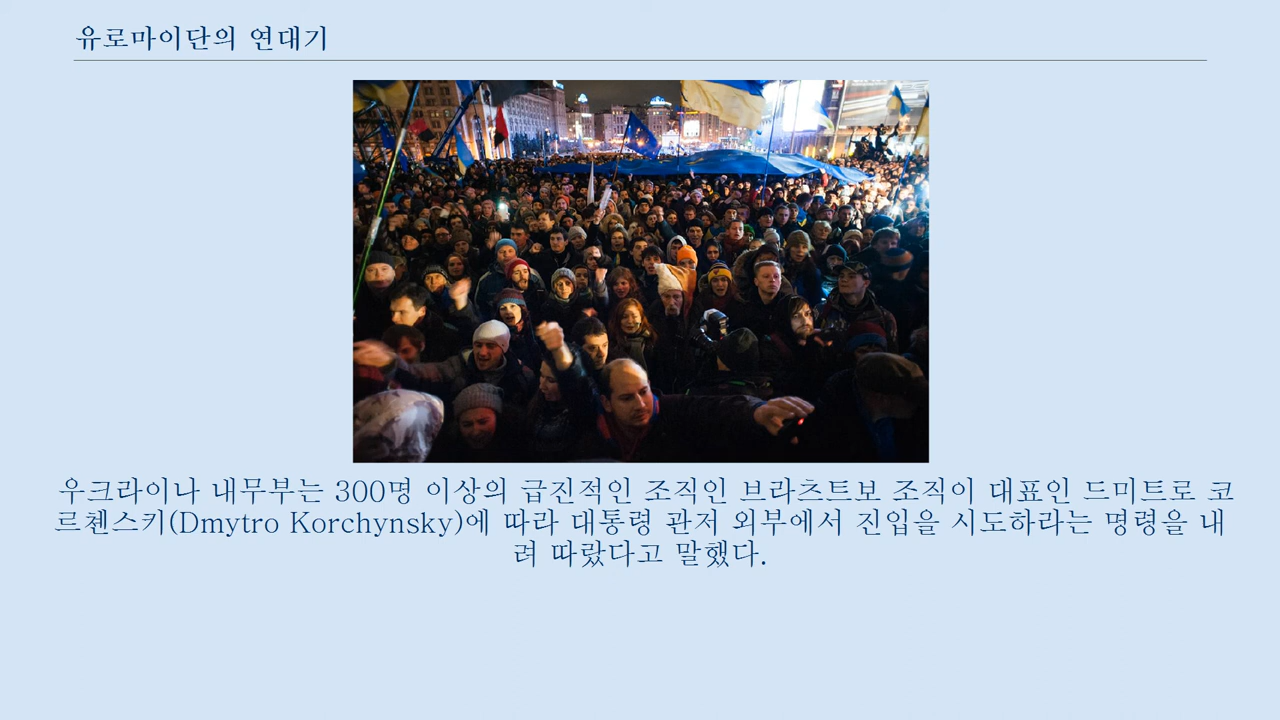 유로마이단의 연대기
우크라이나 내무부는 300명 이상의 급진적인 조직인 브라츠트보 조직이 대표인 드미트로 코
르첸스키(Dmytro Korchynsky)에 따라 대통령 관저 외부에서 진입을 시도하라는 명령을 내
려 따랐다고 말했다.